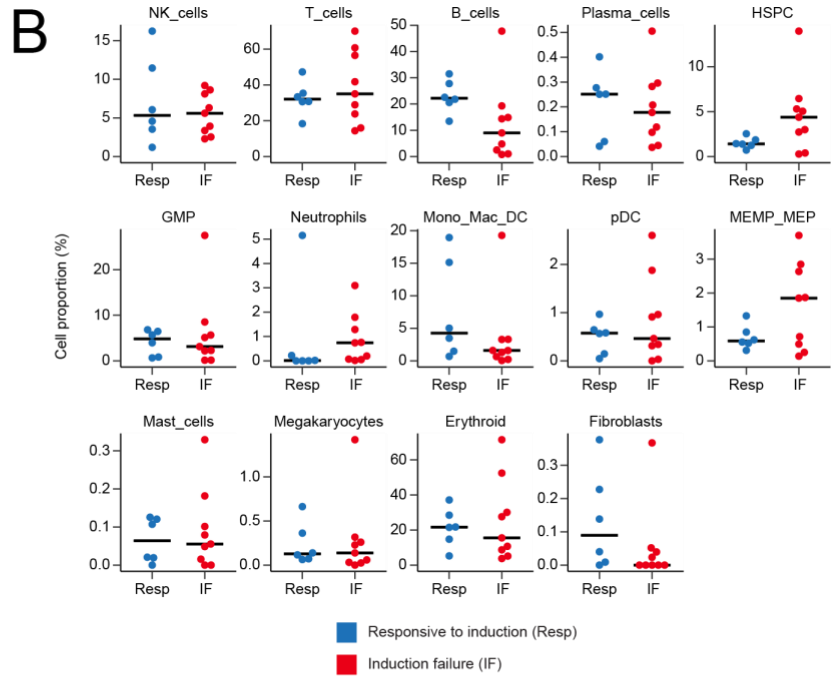 B
NK_cells T_cells B_cells Plasma_cells HSPC
15 10 5 0
60 40 20 0
50 40 30 20 10 0
0.5 0.4 0.3 0.2 0.1 0.0
10 5 0
Resp IF Resp IF Resp IF Resp IF Resp IF
Cell proportion (%)
GMP Neutrophils Mono_Mac_DC pDC MEMP_MEP
20 10 0
5 4 3 2 1 0
20 15 10 5 0
2 1 0
3 2 1 0
Resp IF Resp IF Resp IF Resp IF Resp IF
Mast_cells Megakaryocytes Erythroid Fibroblasts
0.3 0.2 0.1 0.0
1.0 0.5 0.0
60 40 20 0
0.3 0.2 0.1 0.0
Resp IF Resp IF Resp IF Resp IF
Responsive to induction (Resp)
Induction failure (IF)